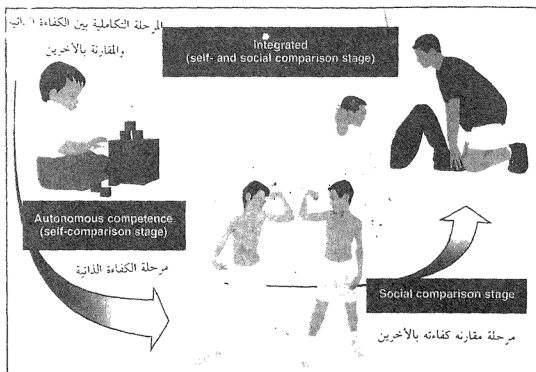 المرحلة التكاملية بين الكفاءة الذاتية
والمقارنة بالآخرين
Integrated
(self- and social comparison stage)
Autonomous competence
(self-comparison stage)
مرحلة الكفاءة الذاتية
Social comparison stage
مرحلة مقارنه كفاءته بالآخرين